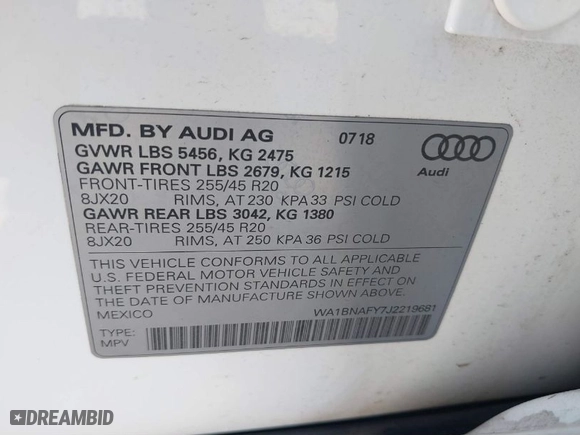 MFD. BY AUDI AG 0718
GVWR LBS 5456, KG 2475
GAWR FRONT LBS 2679, KG 1215
FRONT-TIRES 255/45 R20
8JX20 RIMS, AT 230 KPA 33 PSI COLD
GAWR REAR LBS 3042, KG 1380
REAR-TIRES 255/45 R20
8JX20 RIMS, AT 250 KPA 36 PSI COLD
Audi
THIS VEHICLE CONFORMS TO ALL APPLICABLE
U.S. FEDERAL MOTOR VEHICLE SAFETY AND
THEFT PREVENTION STANDARDS IN EFFECT ON
THE DATE OF MANUFACTURE SHOWN ABOVE.
MEXICO WA1BNAFY7J2219681
TYPE:
MPV
DREAMBID